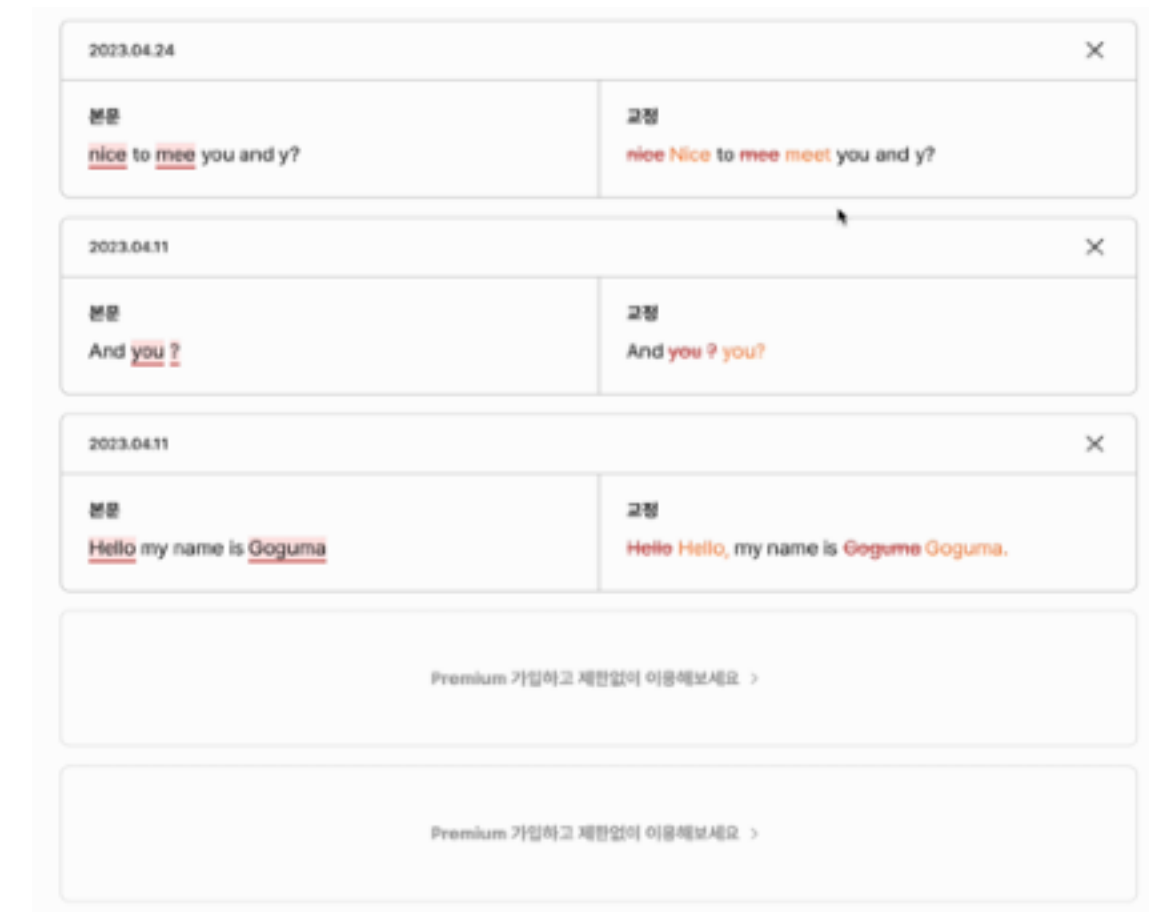 2023.04.24
본문
교정
nice to mee you and y?
nice Nice to mee meet you and y?
2023.04.11
본문
교정
And you ?
And you ? you?
2023.04.11
본문
교정
Hello my name is Goguma
Hello Hello, my name is Goguma Goguma.
Premium 가입하고 제한없이 이용해보세요 >
Premium 가입하고 제한없이 이용해보세요 >